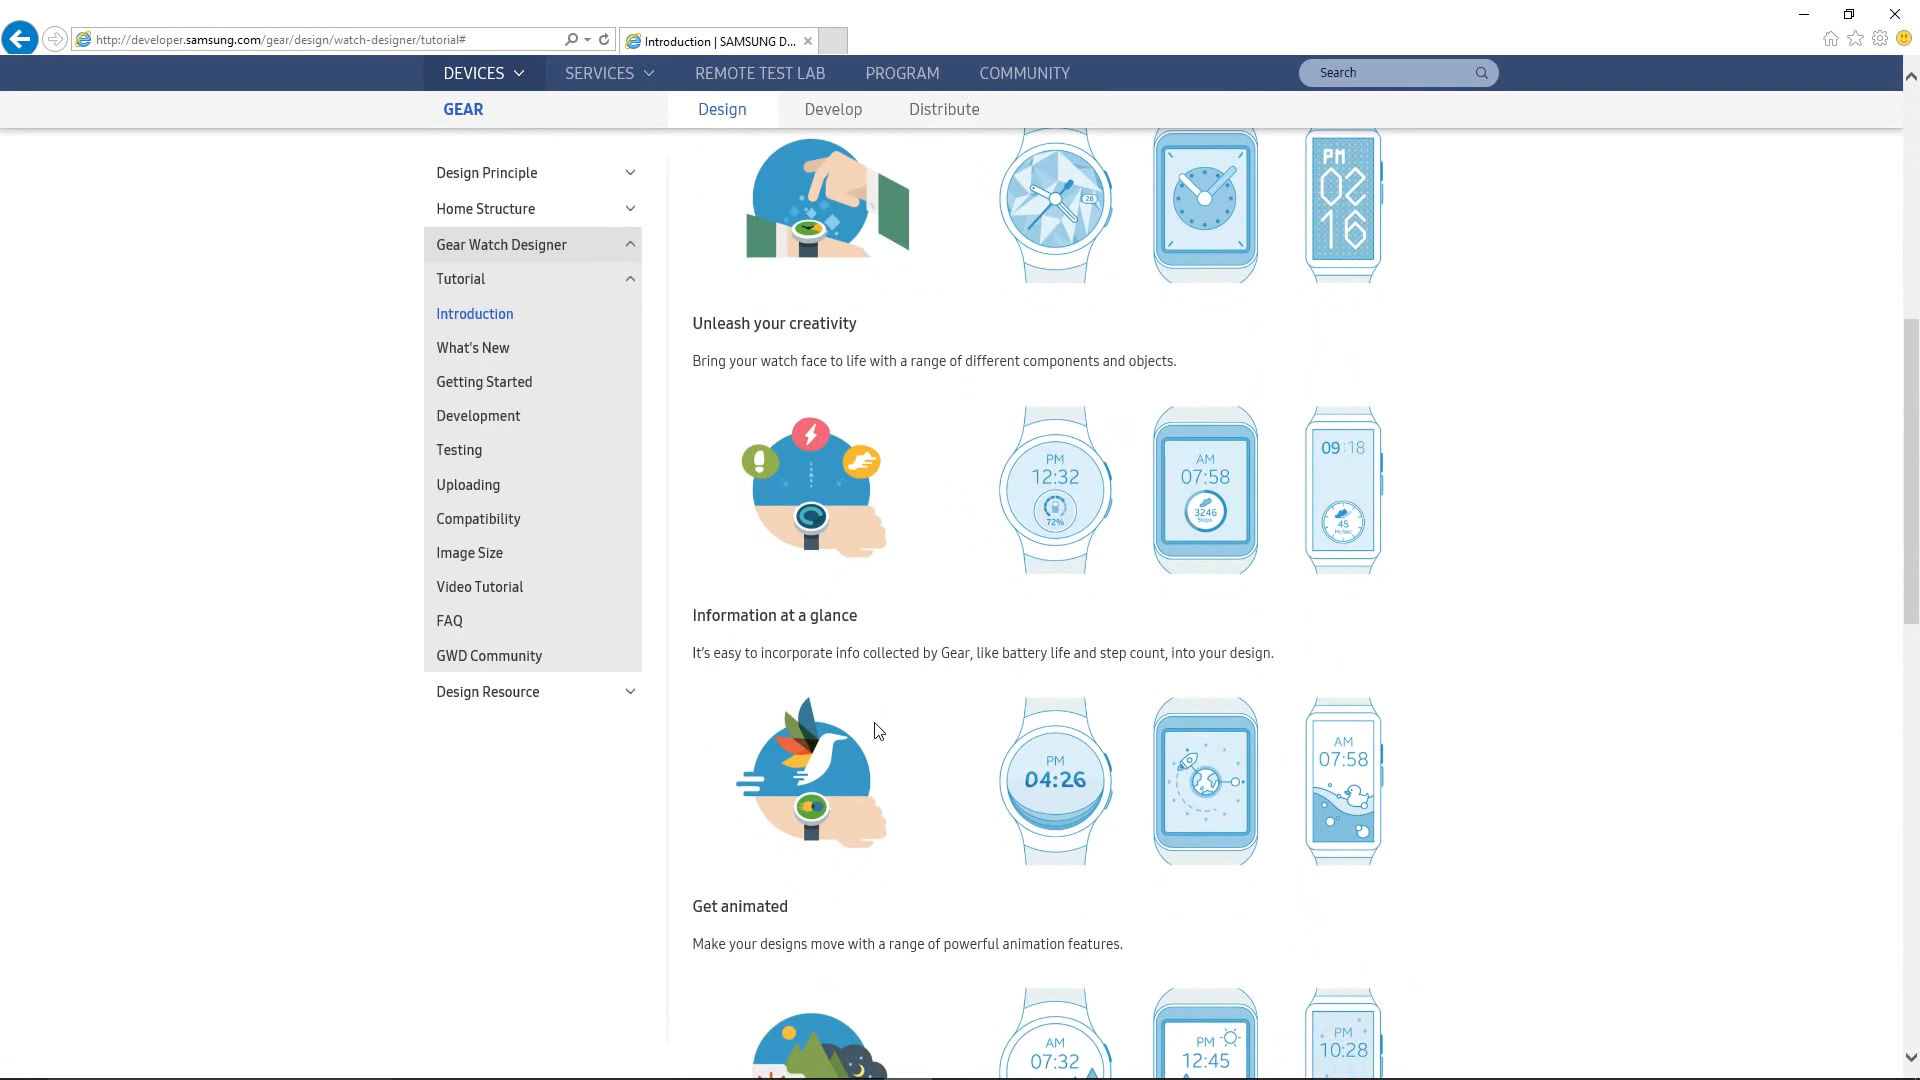 http://developer.samsung.com/gear/design/watch-designer/tutorial#
Introduction | SAMSUNG D...
DEVICES
SERVICES
REMOTE TEST LAB
PROGRAM
COMMUNITY
Search
GEAR
Design
Develop
Distribute
Design Principle
Home Structure
Gear Watch Designer
Tutorial
Introduction
What's New
Getting Started
Development
Testing
Uploading
Compatibility
Image Size
Video Tutorial
FAQ
GWD Community
Design Resource
28
PM
02
16
Unleash your creativity
Bring your watch face to life with a range of different components and objects.
PM
12:32
72%
AM
07:58
3246
Steps
09:18
45
Information at a glance
It's easy to incorporate info collected by Gear, like battery life and step count, into your design.
PM
04:26
AM
07:58
Get animated
Make your designs move with a range of powerful animation features.
AM
07:32
PM
12:45
PM
10:28